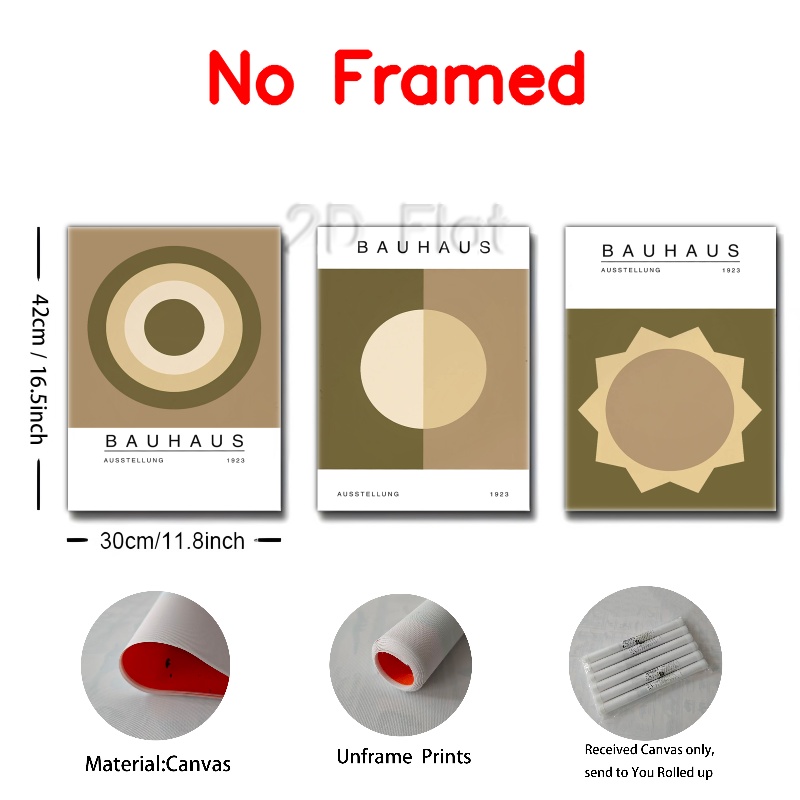 No Framed
2D Flat
BAUHAUS
AUSSTELLUNG 1923
BAUHAUS
AUSSTELLUNG 1923
BAUHAUS
AUSSTELLUNG 1923
42cm / 16.5inch
30cm/11.8inch
Material:Canvas
Unframe Prints
Received Canvas only,
send to You Rolled up